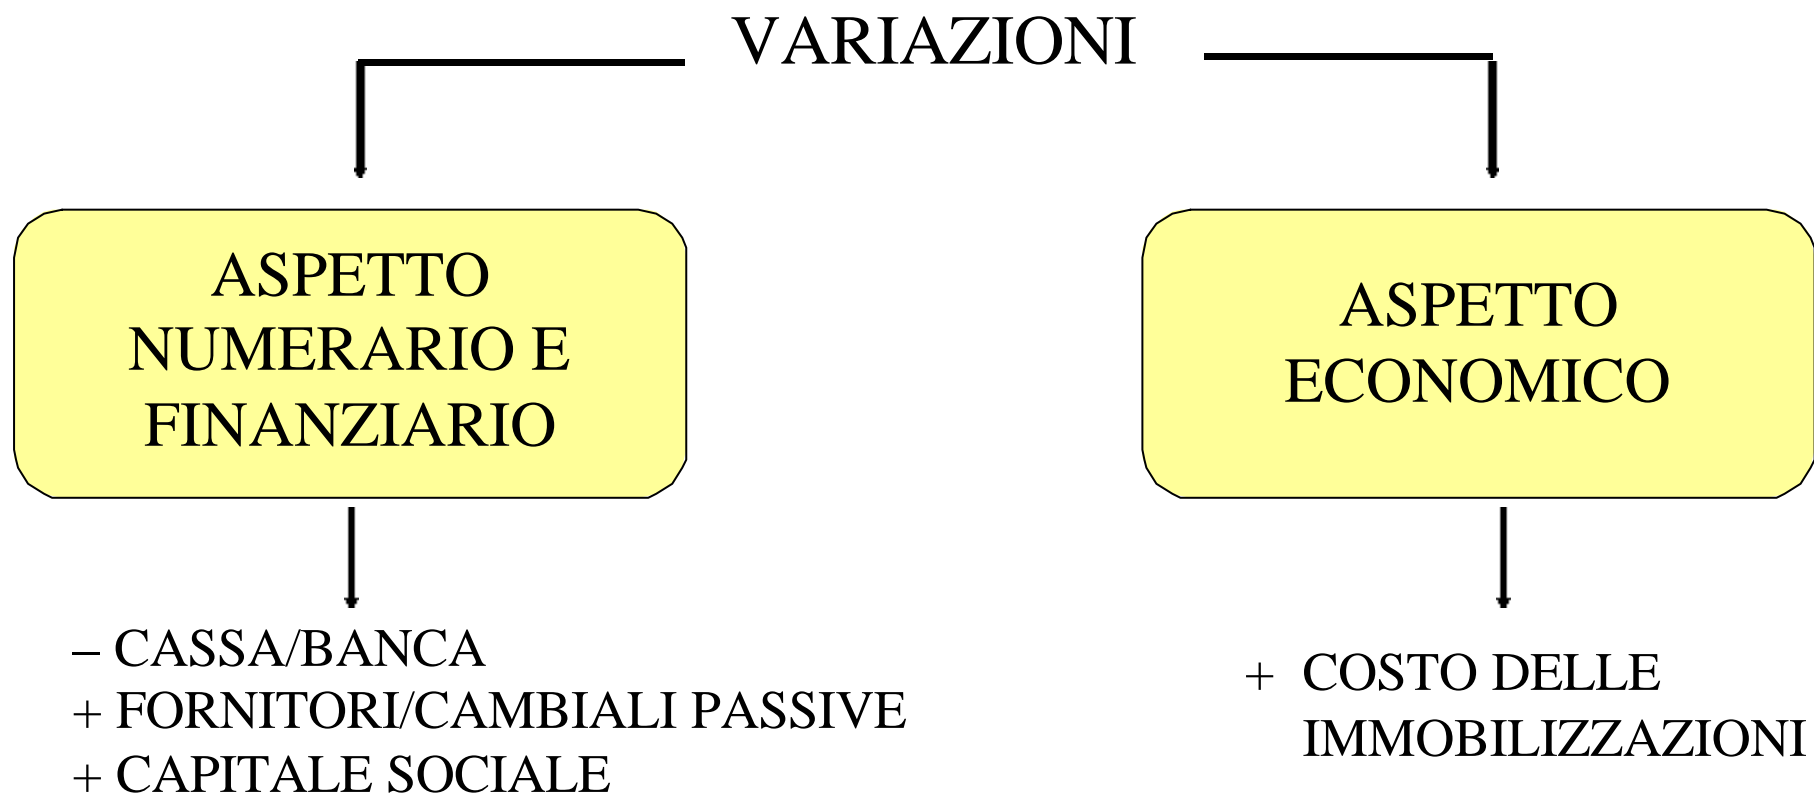 VARIAZIONI
ASPETTO
NUMERARIO E
FINANZIARIO
ASPETTO
ECONOMICO
– CASSA/BANCA
+ FORNITORI/CAMBIALI PASSIVE
+ CAPITALE SOCIALE
+ COSTO DELLE
IMMOBILIZZAZIONI